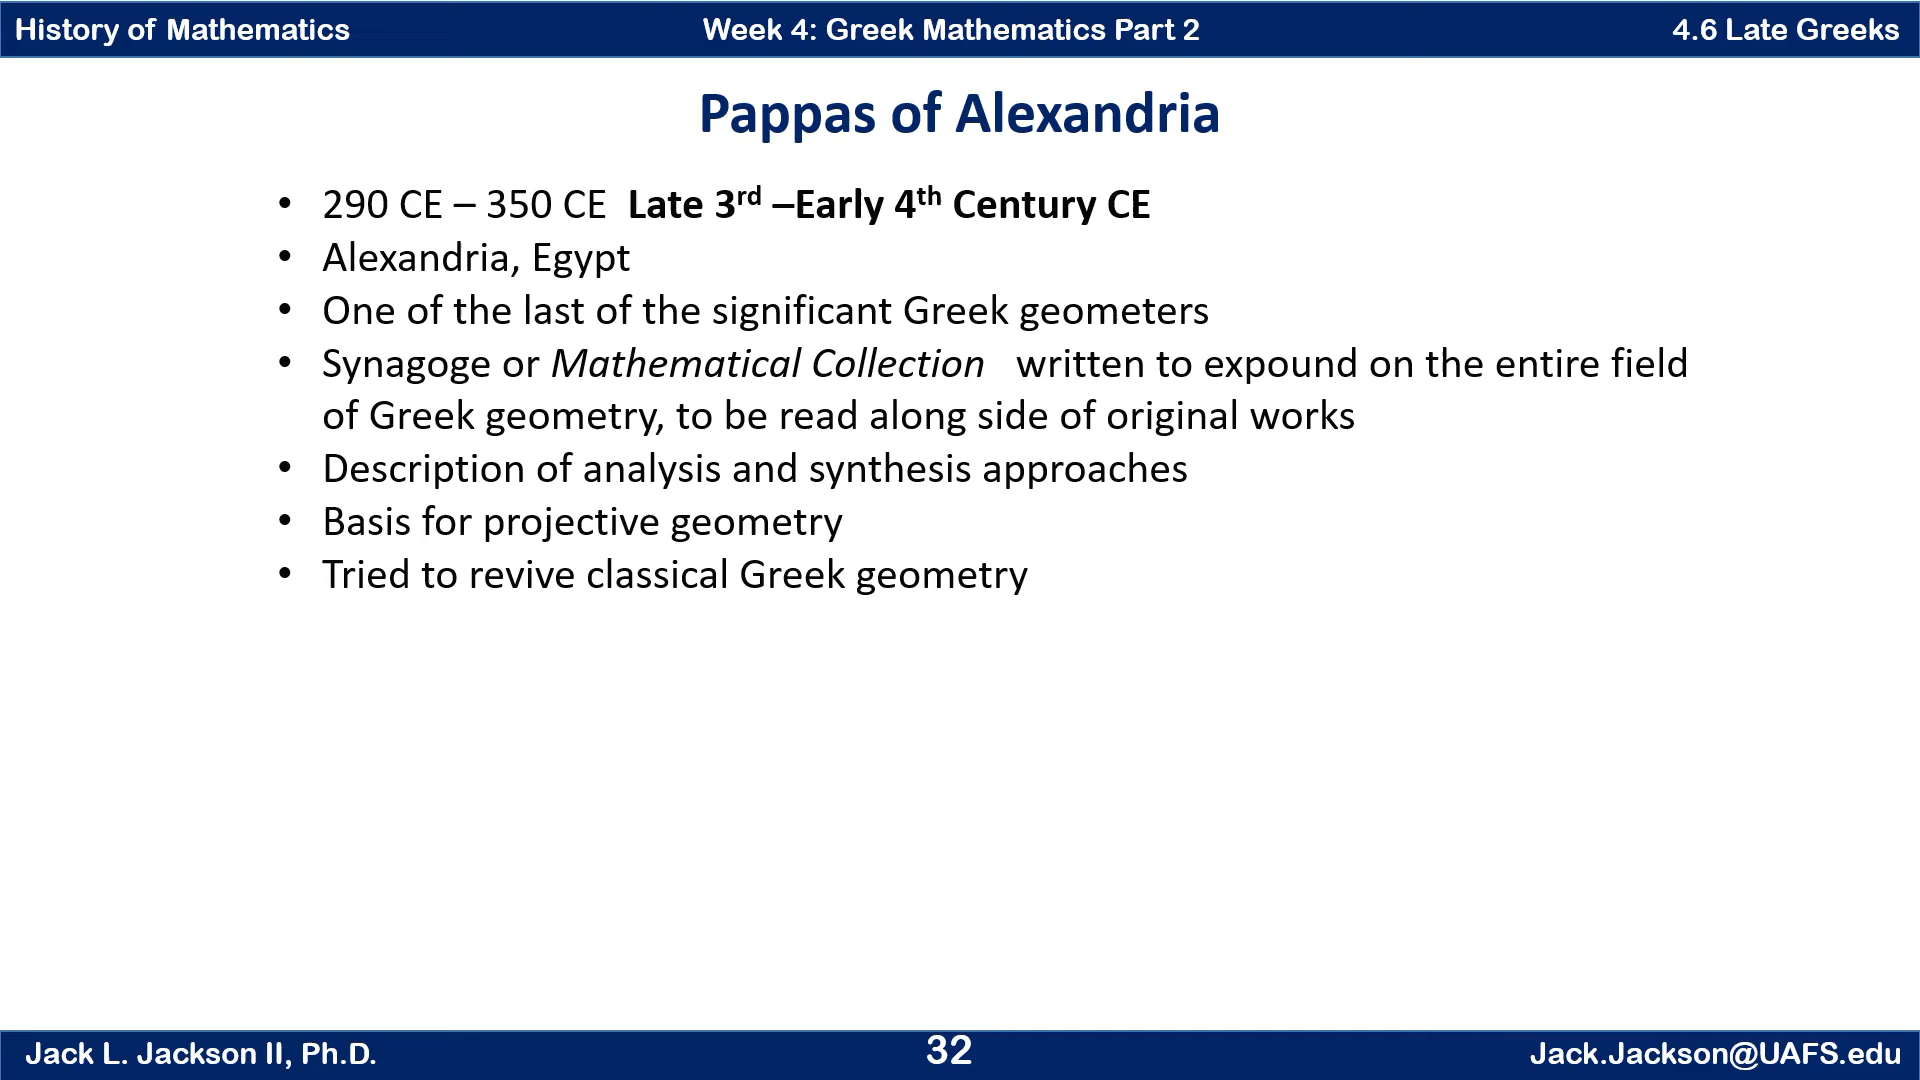 History of Mathematics
Week 4: Greek Mathematics Part 2
4.6 Late Greeks
Pappas of Alexandria
• 290 CE – 350 CE  Late 3rd –Early 4th Century CE
• Alexandria, Egypt
• One of the last of the significant Greek geometers
• Synagoge or Mathematical Collection   written to expound on the entire field
of Greek geometry, to be read along side of original works
• Description of analysis and synthesis approaches
• Basis for projective geometry
• Tried to revive classical Greek geometry
Jack L. Jackson II, Ph.D.
32
Jack.Jackson@UAFS.edu